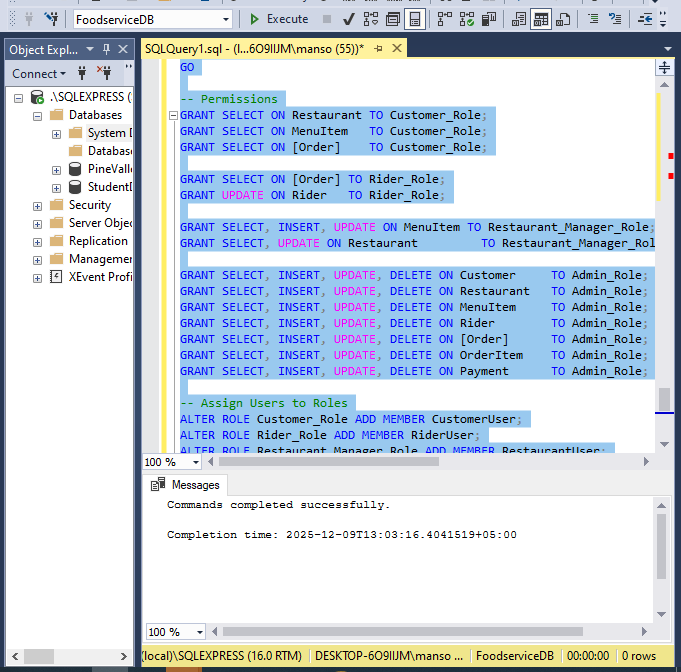 FoodserviceDB
Execute
Object Expl...
SQLQuery1.sql - (l...6O9IIJM\manso (55))*
Connect
.\SQLEXPRESS (
Databases
System D
Databas
PineVall
StudentD
Security
Server Objec
Replication
Managemen
XEvent Profi
GO
-- Permissions
GRANT SELECT ON Restaurant TO Customer_Role;
GRANT SELECT ON MenuItem   TO Customer_Role;
GRANT SELECT ON [Order]    TO Customer_Role;
GRANT SELECT ON [Order] TO Rider_Role;
GRANT UPDATE ON Rider   TO Rider_Role;
GRANT SELECT, INSERT, UPDATE ON MenuItem TO Restaurant_Manager_Role;
GRANT SELECT, UPDATE ON Restaurant         TO Restaurant_Manager_Rol
GRANT SELECT, INSERT, UPDATE, DELETE ON Customer     TO Admin_Role;
GRANT SELECT, INSERT, UPDATE, DELETE ON Restaurant   TO Admin_Role;
GRANT SELECT, INSERT, UPDATE, DELETE ON MenuItem     TO Admin_Role;
GRANT SELECT, INSERT, UPDATE, DELETE ON Rider        TO Admin_Role;
GRANT SELECT, INSERT, UPDATE, DELETE ON [Order]      TO Admin_Role;
GRANT SELECT, INSERT, UPDATE, DELETE ON OrderItem    TO Admin_Role;
GRANT SELECT, INSERT, UPDATE, DELETE ON Payment      TO Admin_Role;
-- Assign Users to Roles
ALTER ROLE Customer_Role ADD MEMBER CustomerUser;
ALTER ROLE Rider_Role ADD MEMBER RiderUser;
ALTER ROLE Restaurant_Manager_Role ADD MEMBER RestaurantUser;
100 %
Messages
Commands completed successfully.
Completion time: 2025-12-09T13:03:16.4041519+05:00
100 %
(local)\SQLEXPRESS (16.0 RTM)
DESKTOP-6O9IIJM\manso ...
FoodserviceDB
00:00:00
0 rows